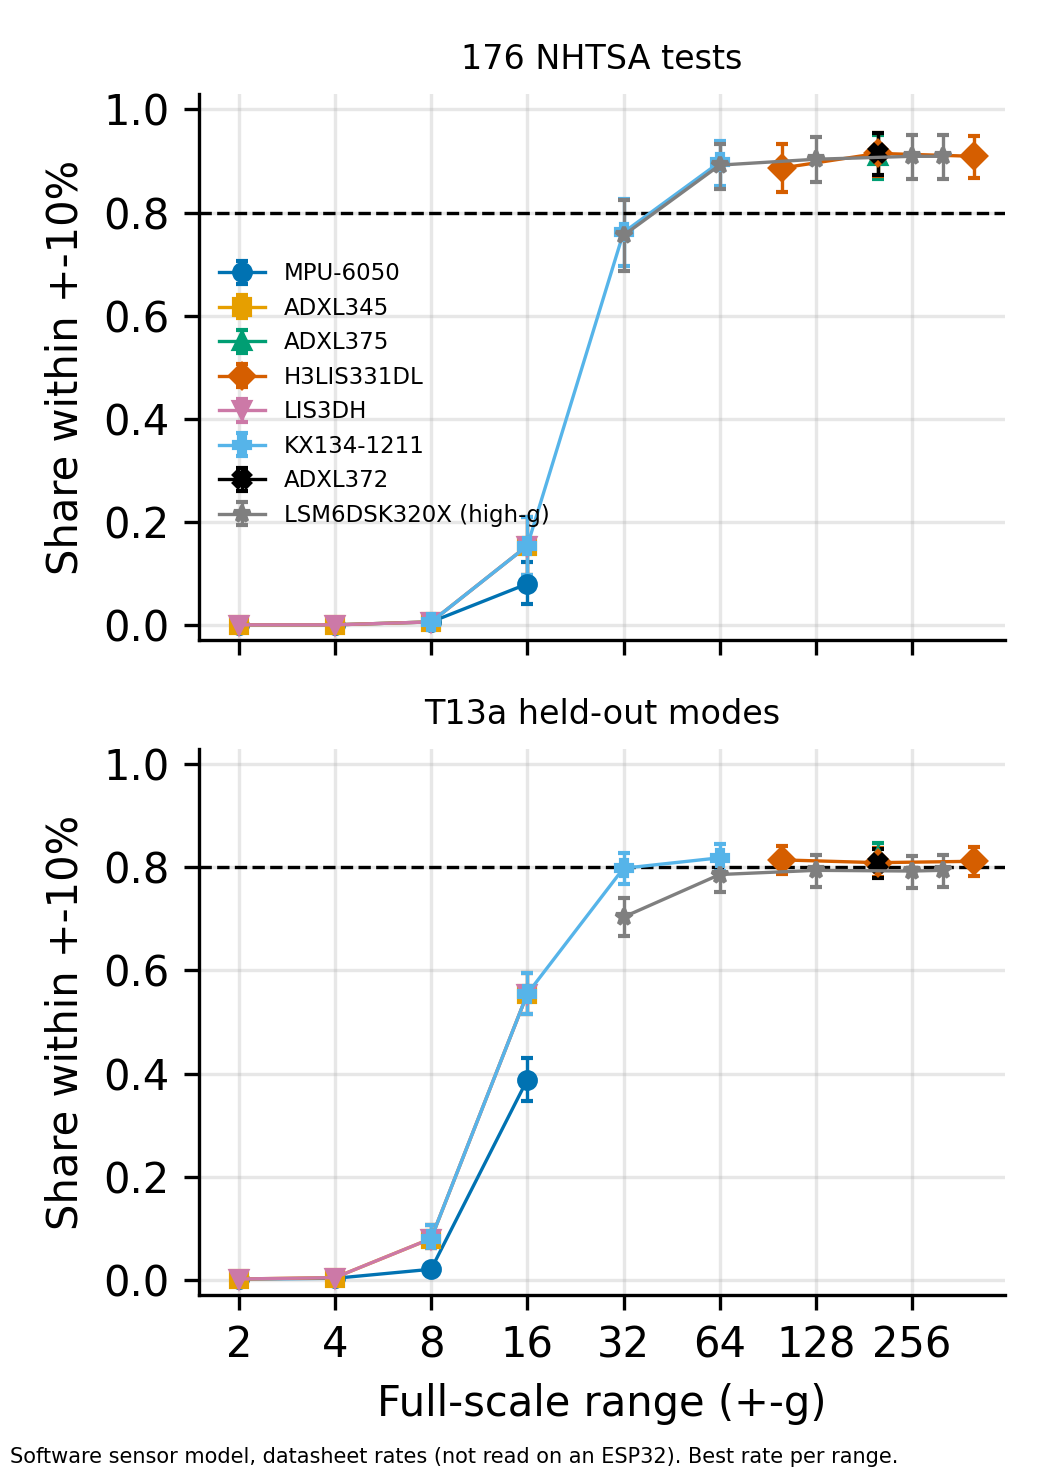 176 NHTSA tests
1.0
0.8
0.6
0.4
0.2
0.0
Share within +-10%
MPU-6050
ADXL345
ADXL375
H3LIS331DL
LIS3DH
KX134-1211
ADXL372
LSM6DSK320X (high-g)
T13a held-out modes
1.0
0.8
0.6
0.4
0.2
0.0
Share within +-10%
2 4 8 16 32 64 128 256
Full-scale range (+-g)
Software sensor model, datasheet rates (not read on an ESP32). Best rate per range.